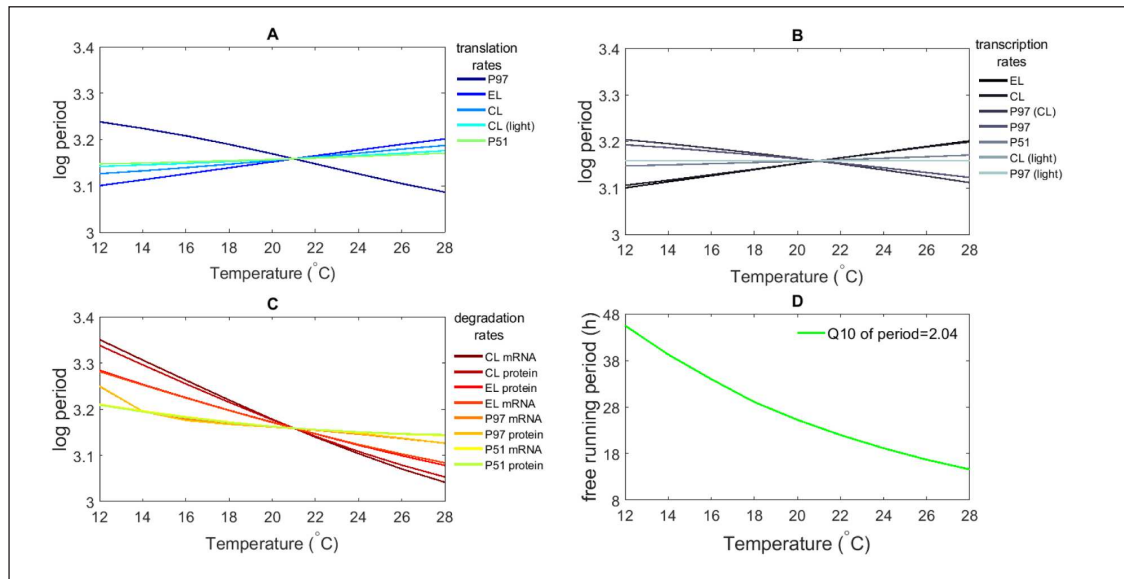 A
3.4
3.3
3.2
3.1
3
log period
12 14 16 18 20 22 24 26 28
Temperature (°C)
translation
rates
P97
EL
CL
CL (light)
P51
B
3.4
3.3
3.2
3.1
3
log period
12 14 16 18 20 22 24 26 28
Temperature (°C)
transcription
rates
EL
CL
P97 (CL)
P97
P51
CL (light)
P97 (light)
C
3.4
3.3
3.2
3.1
3
log period
12 14 16 18 20 22 24 26 28
Temperature (°C)
degradation
rates
CL mRNA
CL protein
EL protein
EL mRNA
P97 mRNA
P97 protein
P51 mRNA
P51 protein
D
48
38
28
18
8
free running period (h)
12 14 16 18 20 22 24 26 28
Temperature (°C)
Q10 of period=2.04